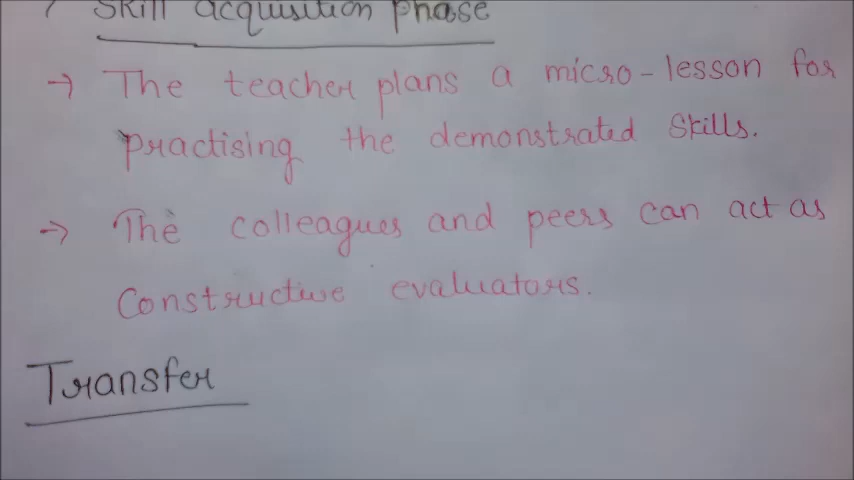 Skill acquisition phase
→ The teacher plans a micro-lesson for
practising the demonstrated skills.
→ The colleagues and peers can act as
Constructive evaluators.
Transfer